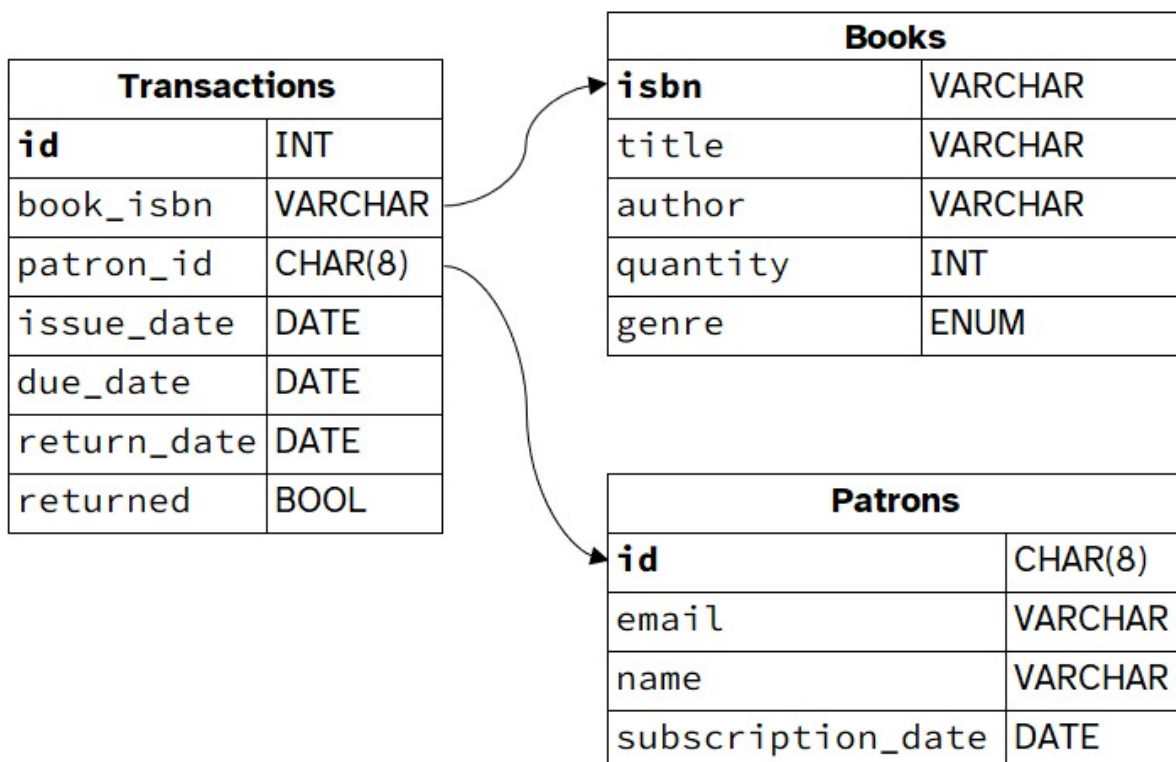 Transactions
id INT
book_isbn VARCHAR
patron_id CHAR(8)
issue_date DATE
due_date DATE
return_date DATE
returned BOOL
Books
isbn VARCHAR
title VARCHAR
author VARCHAR
quantity INT
genre ENUM
Patrons
id CHAR(8)
email VARCHAR
name VARCHAR
subscription_date DATE